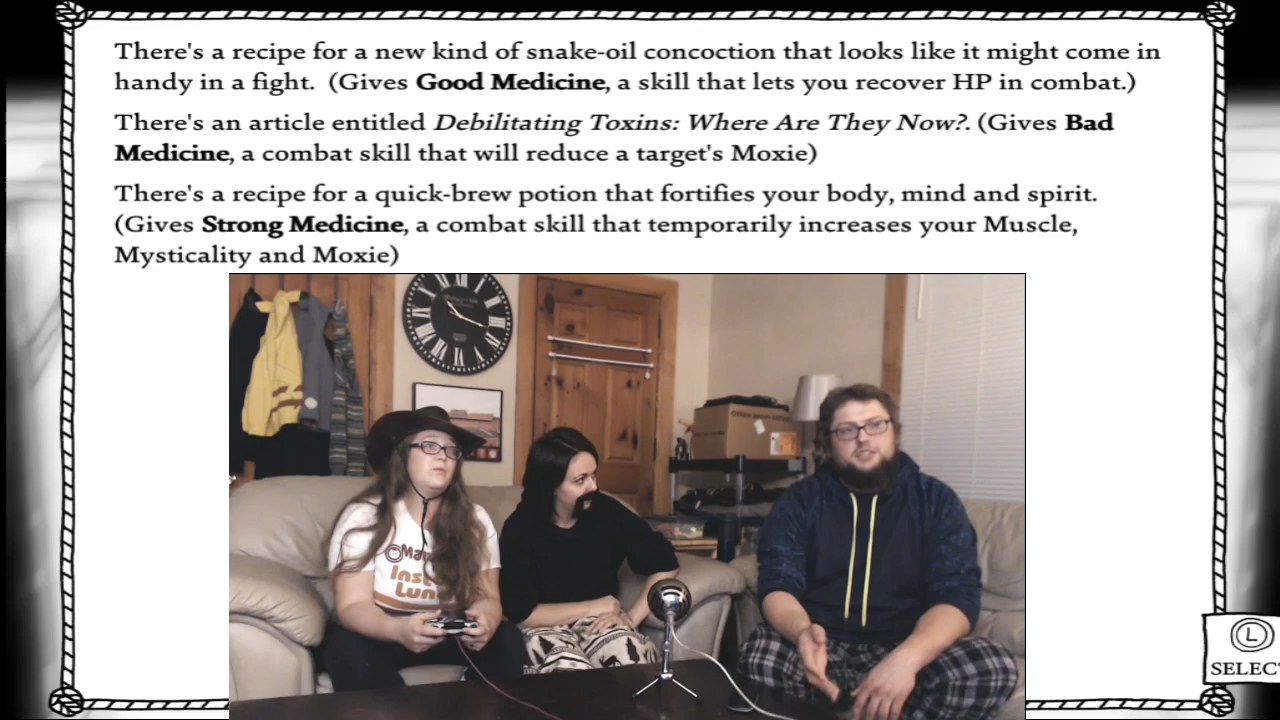 There's a recipe for a new kind of snake-oil concoction that looks like it might come in
handy in a fight.  (Gives Good Medicine, a skill that lets you recover HP in combat.)
There's an article entitled Debilitating Toxins: Where Are They Now?. (Gives Bad
Medicine, a combat skill that will reduce a target's Moxie)
There's a recipe for a quick-brew potion that fortifies your body, mind and spirit.
(Gives Strong Medicine, a combat skill that temporarily increases your Muscle,
Mysticality and Moxie)
L